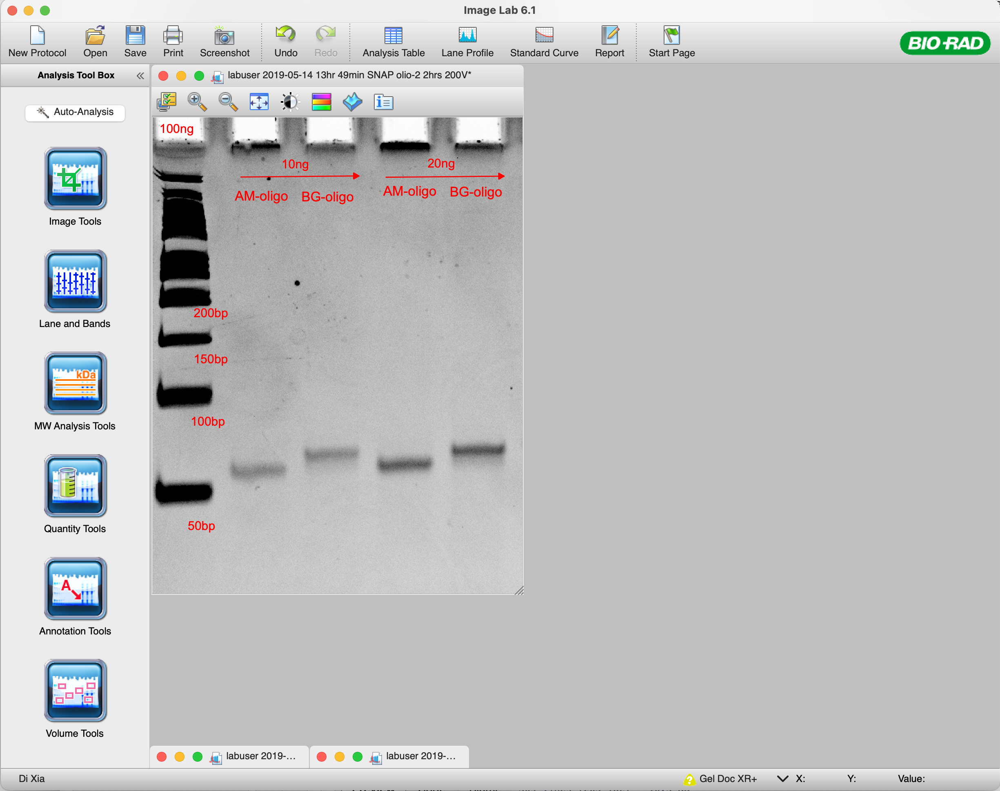 Image Lab 6.1
New Protocol Open Save Print Screenshot Undo Redo Analysis Table Lane Profile Standard Curve Report Start Page
BIO-RAD
Analysis Tool Box «
labuser 2019-05-14 13hr 49min SNAP olio-2 2hrs 200V*
Auto-Analysis
100ng
10ng 20ng
AM-oligo BG-oligo AM-oligo BG-oligo
Image Tools
200bp
Lane and Bands
150bp
kDa
100bp
MW Analysis Tools
50bp
Quantity Tools
A
Annotation Tools
Volume Tools
labuser 2019-... labuser 2019-...
Di Xia ? Gel Doc XR+ X: Y: Value: